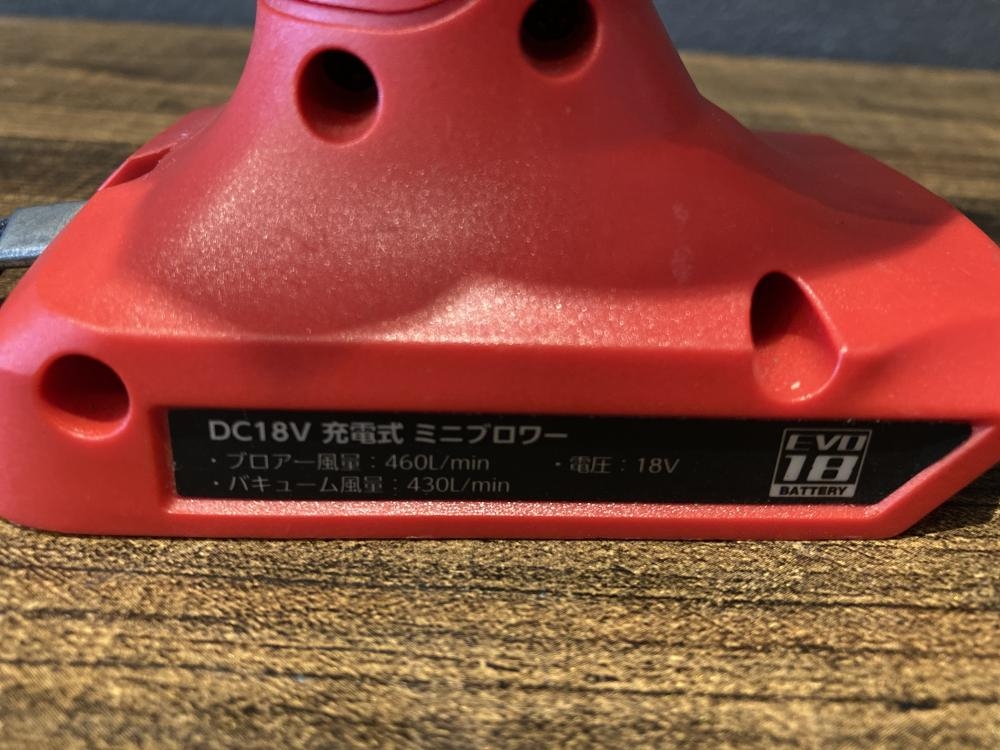 DC18V 充電式 ミニブロワー
・ブロアー風量：460L/min ・電圧：18V
・バキューム風量：430L/min
EVO
18
BATTERY